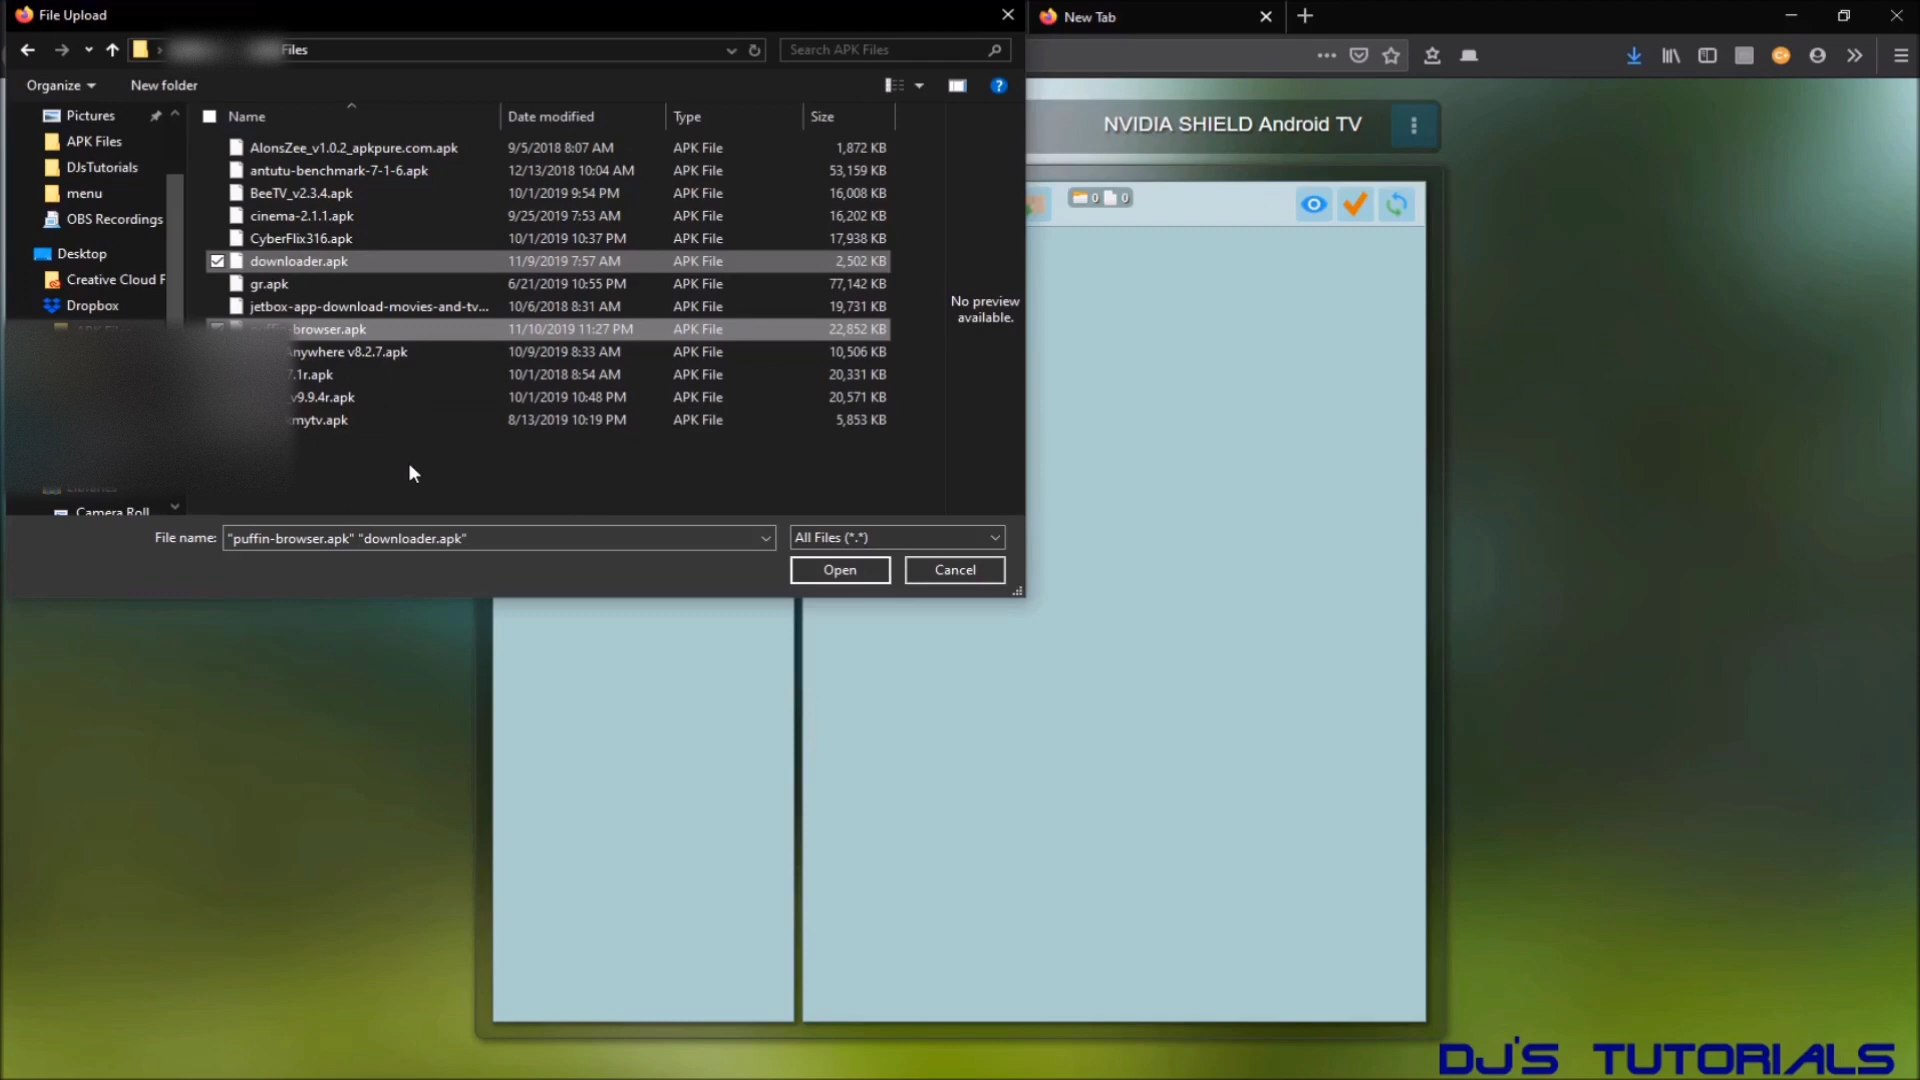 File Upload
New Tab
Files
Search APK Files
Organize
New folder
Name
Date modified
Type
Size
NVIDIA SHIELD Android TV
Pictures
APK Files
DJsTutorials
menu
OBS Recordings
Desktop
Creative Cloud F
Dropbox
Camera Roll
AlonsZee_v1.0.2_apkpure.com.apk 9/5/2018 8:07 AM APK File 1,872 KB
antutu-benchmark-7-1-6.apk 12/13/2018 10:04 AM APK File 53,159 KB
BeeTV_v2.3.4.apk 10/1/2019 9:54 PM APK File 16,008 KB
cinema-2.1.1.apk 9/25/2019 7:53 AM APK File 16,202 KB
CyberFlix316.apk 10/1/2019 10:37 PM APK File 17,938 KB
downloader.apk 11/9/2019 7:57 AM APK File 2,502 KB
gr.apk 6/21/2019 10:55 PM APK File 77,142 KB
jetbox-app-download-movies-and-tv... 10/6/2018 8:31 AM APK File 19,731 KB
-browser.apk 11/10/2019 11:27 PM APK File 22,852 KB
nywhere v8.2.7.apk 10/9/2019 8:33 AM APK File 10,506 KB
.1r.apk 10/1/2018 8:54 AM APK File 20,331 KB
v9.9.4r.apk 10/1/2019 10:48 PM APK File 20,571 KB
mytv.apk 8/13/2019 10:19 PM APK File 5,853 KB
No preview
available.
0 0
File name: "puffin-browser.apk" "downloader.apk"
All Files (*.*)
Open
Cancel
DJ'S TUTORIALS